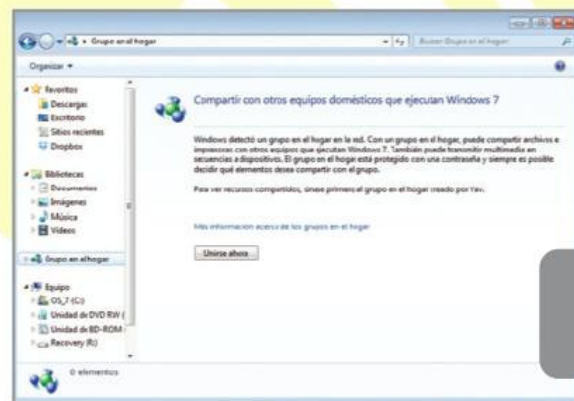 Grupo en el hogar
Buscar Grupo en el hogar
Organizar
Favoritos
Descargas
Escritorio
Sitios recientes
Dropbox
Bibliotecas
Documentos
Imágenes
Música
Vídeos
Grupo en el hogar
Equipo
OS_7 (C:)
Unidad de DVD RW (
Unidad de BD-ROM
Recovery (R:)
Compartir con otros equipos domésticos que ejecutan Windows 7
Windows detectó un grupo en el hogar en la red. Con un grupo en el hogar, puede compartir archivos e
impresoras con otros equipos que ejecutan Windows 7. También puede transmitir multimedia en
secuencias a dispositivos. El grupo en el hogar está protegido con una contraseña y siempre es posible
decidir qué elementos desea compartir con el grupo.
Para ver recursos compartidos, únase primero al grupo en el hogar creado por Yav.
Más información acerca de los grupos en el hogar
Unirse ahora
0 elementos